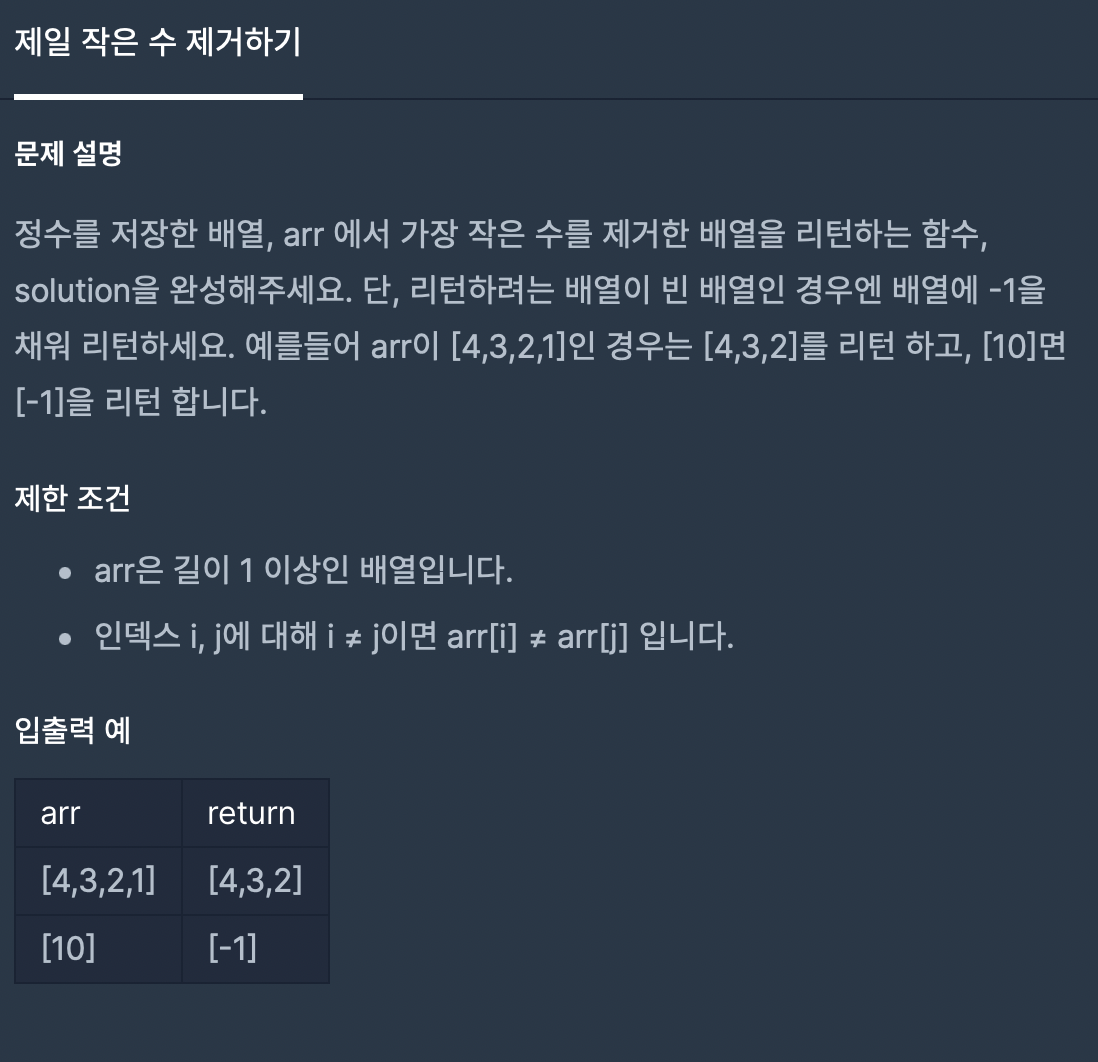 제일 작은 수 제거하기
문제 설명
정수를 저장한 배열, arr 에서 가장 작은 수를 제거한 배열을 리턴하는 함수,
solution을 완성해주세요. 단, 리턴하려는 배열이 빈 배열인 경우엔 배열에 -1을
채워 리턴하세요. 예를들어 arr이 [4,3,2,1]인 경우는 [4,3,2]를 리턴 하고, [10]면
[-1]을 리턴 합니다.
제한 조건
• arr은 길이 1 이상인 배열입니다.
• 인덱스 i, j에 대해 i ≠ j이면 arr[i] ≠ arr[j] 입니다.
입출력 예
arr return
[4,3,2,1] [4,3,2]
[10] [-1]